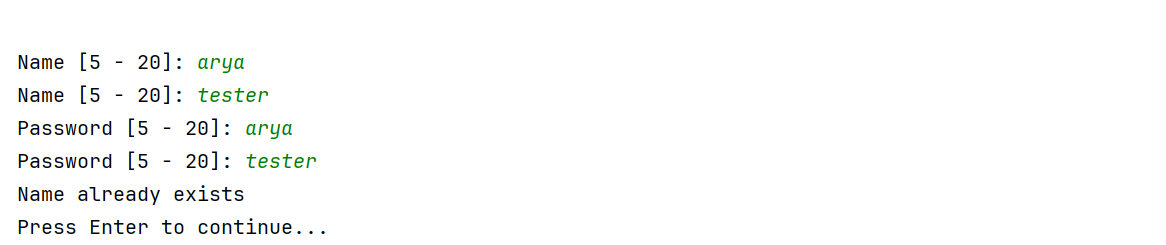 Name [5 - 20]: arya
Name [5 - 20]: tester
Password [5 - 20]: arya
Password [5 - 20]: tester
Name already exists
Press Enter to continue...